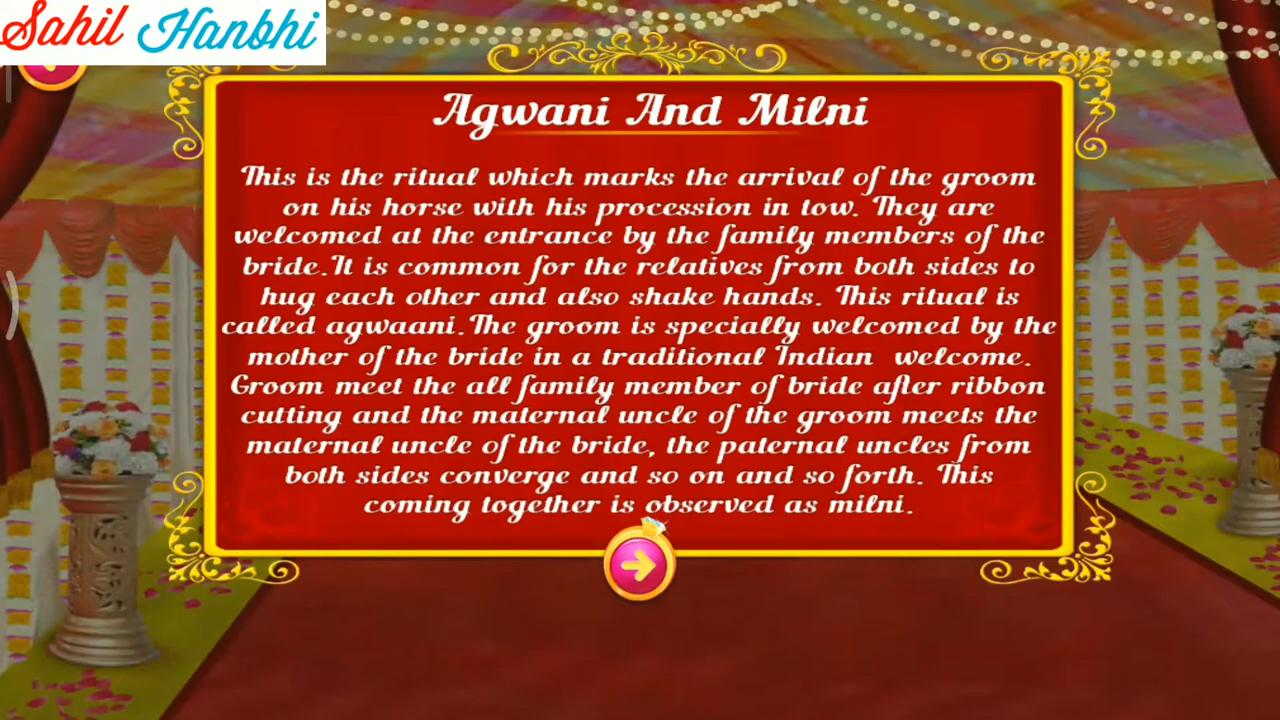 Sahil Hanbhi
Agwani And Milni
This is the ritual which marks the arrival of the groom
on his horse with his procession in tow. They are
welcomed at the entrance by the family members of the
bride.It is common for the relatives from both sides to
hug each other and also shake hands. This ritual is
called agwaani.The groom is specially welcomed by the
mother of the bride in a traditional Indian  welcome.
Groom meet the all family member of bride after ribbon
cutting and the maternal uncle of the groom meets the
maternal uncle of the bride, the paternal uncles from
both sides converge and so on and so forth. This
coming together is observed as milni.